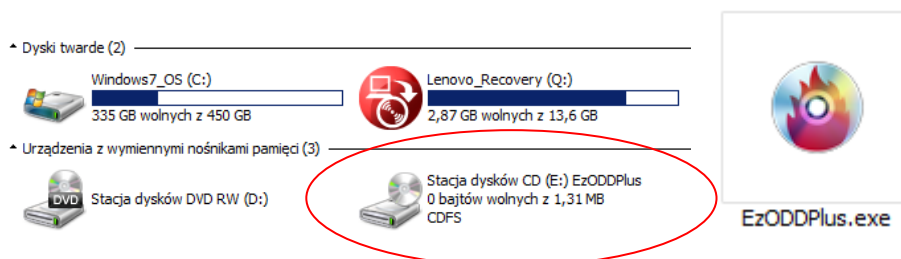 Dyski twarde (2)
Windows7_OS (C:)
335 GB wolnych z 450 GB
Lenovo_Recovery (Q:)
2,87 GB wolnych z 13,6 GB
Urządzenia z wymiennymi nośnikami pamięci (3)
DVD
Stacja dysków DVD RW (D:)
Stacja dysków CD (E:) EzODDPlus
0 bajtów wolnych z 1,31 MB
CDFS
EzODDPlus.exe